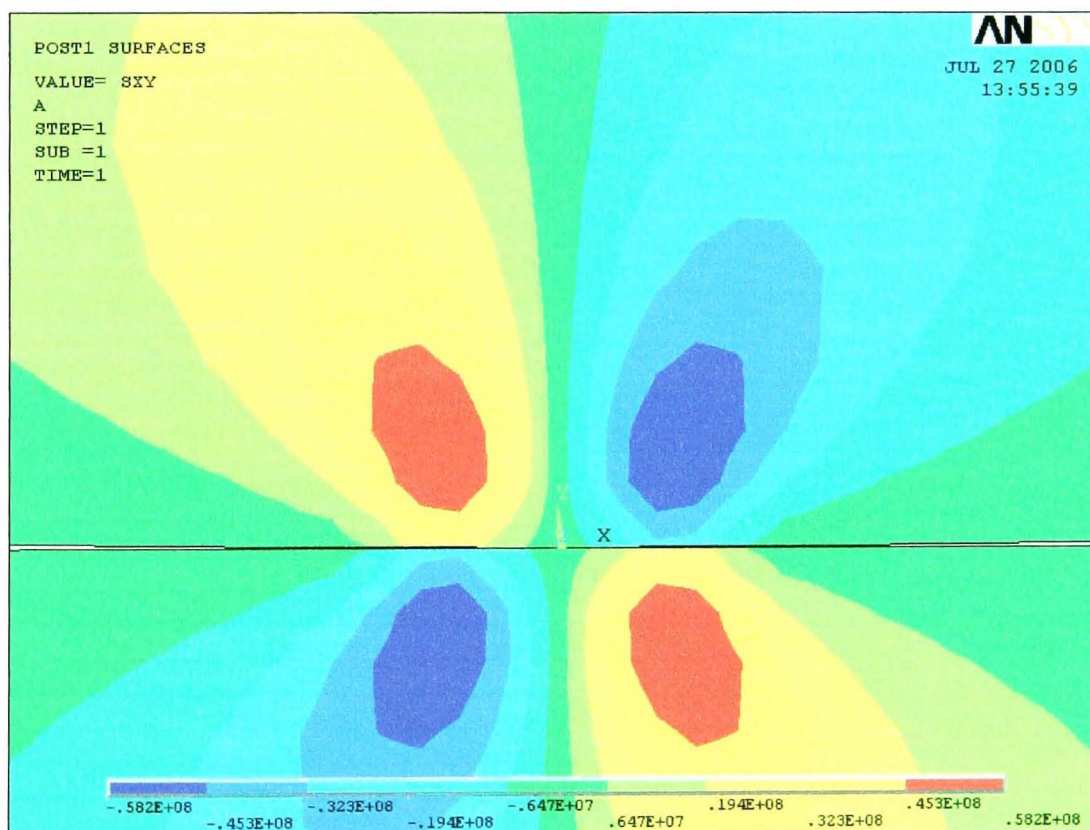 POST1 SURFACES
VALUE= SXY
A
STEP=1
SUB =1
TIME=1
AN
JUL 27 2006
13:55:39
X
-.582E+08 -.323E+08 -.647E+07 .194E+08 .453E+08
-.453E+08 -.194E+08 .647E+07 .323E+08 .582E+08